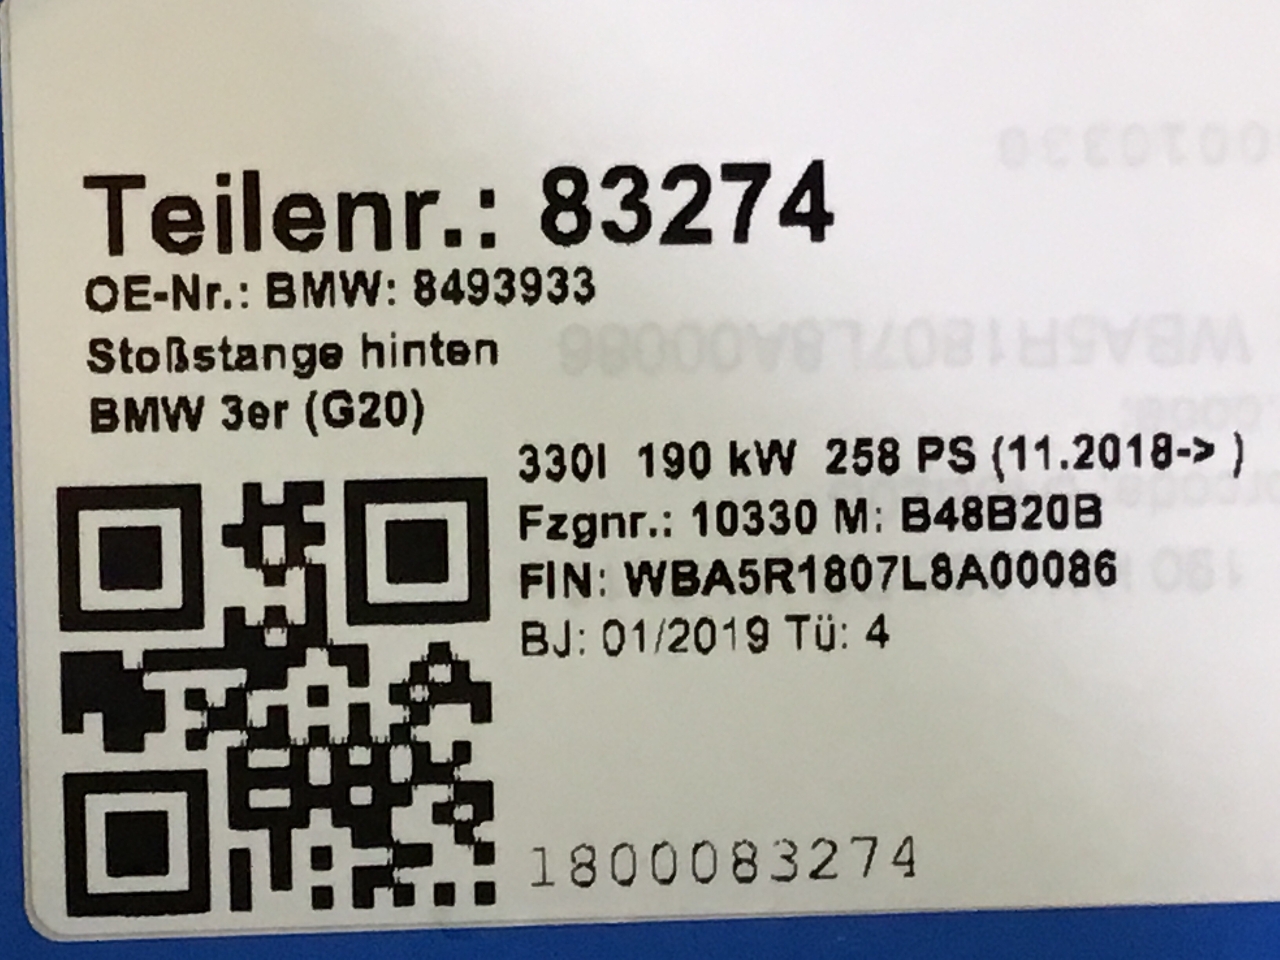 Teilenr.: 83274
OE-Nr.: BMW: 8493933
Stoßstange hinten
BMW 3er (G20)
330I 190 kW 258 PS (11.2018-> )
Fzgnr.: 10330 M: B48B20B
FIN: WBA5R1807L8A00086
BJ: 01/2019 Tü: 4
1800083274